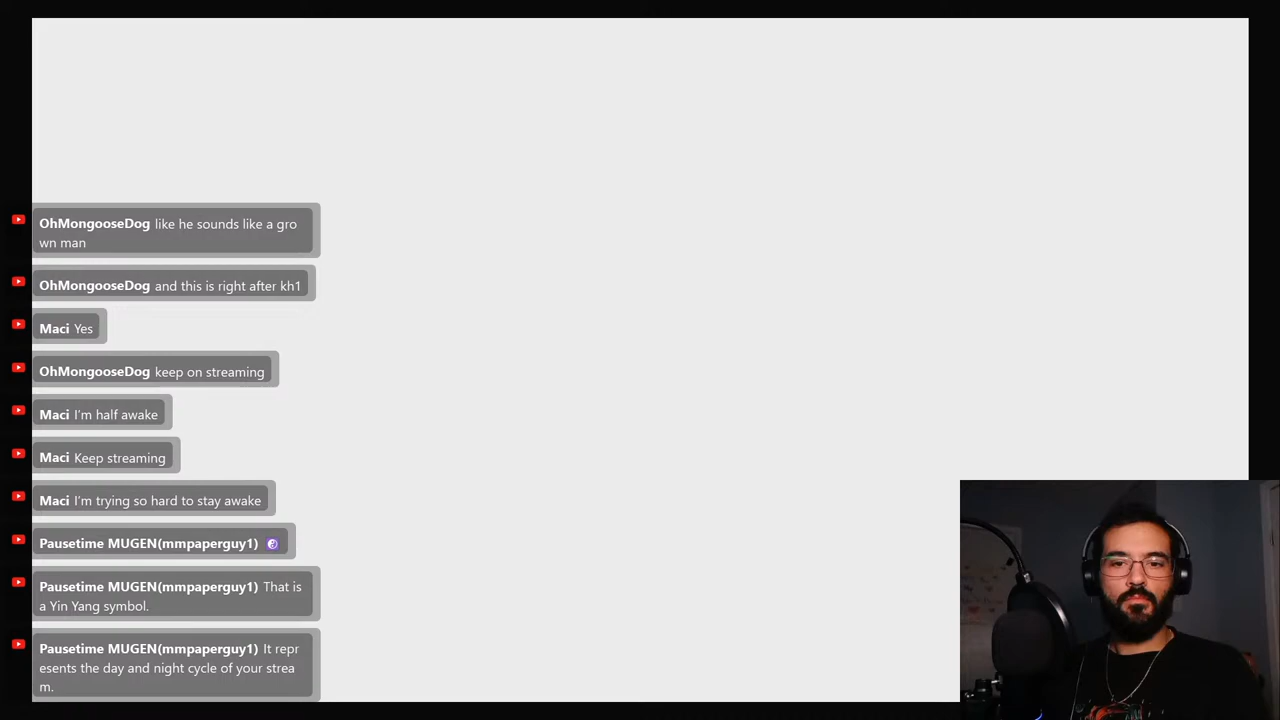 OhMongooseDog like he sounds like a gro
wn man
OhMongooseDog and this is right after kh1
Maci Yes
OhMongooseDog keep on streaming
Maci I'm half awake
Maci Keep streaming
Maci I'm trying so hard to stay awake
Pausetime MUGEN(mmpaperguy1)
Pausetime MUGEN(mmpaperguy1) That is
a Yin Yang symbol.
Pausetime MUGEN(mmpaperguy1) It repr
esents the day and night cycle of your strea
m.